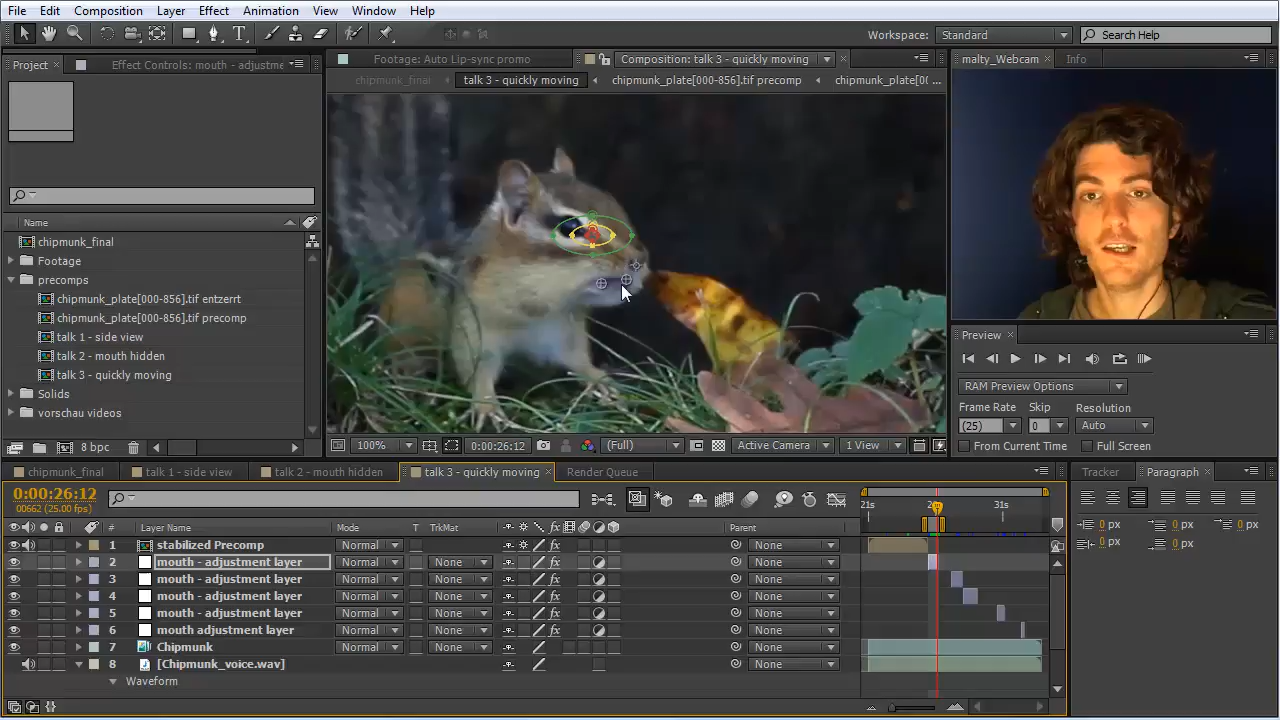 File Edit Composition Layer Effect Animation View Window Help
Workspace: Standard Search Help
Project Effect Controls: mouth - adjustme
Footage: Auto Lip-sync promo Composition: talk 3 - quickly moving
malty_Webcam Info
chipmunk_final talk 3 - quickly moving chipmunk_plate[000-856].tif precomp chipmunk_plate[0...
Name
chipmunk_final
Footage
precomps
chipmunk_plate[000-856].tif entzerrt
chipmunk_plate[000-856].tif precomp
talk 1 - side view
talk 2 - mouth hidden
talk 3 - quickly moving
Solids
vorschau videos
8 bpc
100% 0:00:26:12 (Full) Active Camera 1 View
Preview
RAM Preview Options
Frame Rate Skip Resolution
(25) 0 Auto
From Current Time Full Screen
chipmunk_final talk 1 - side view talk 2 - mouth hidden talk 3 - quickly moving Render Queue
Tracker Paragraph
0:00:26:12
00662 (25.00 fps)
21s 31s
0 px 0 px 0 px
0 px 0 px
# Layer Name Mode T TrkMat Parent
1 stabilized Precomp Normal None
2 mouth - adjustment layer Normal None None
3 mouth - adjustment layer Normal None None
4 mouth - adjustment layer Normal None None
5 mouth - adjustment layer Normal None None
6 mouth adjustment layer Normal None None
7 Chipmunk Normal None None
8 [Chipmunk_voice.wav] None
Waveform